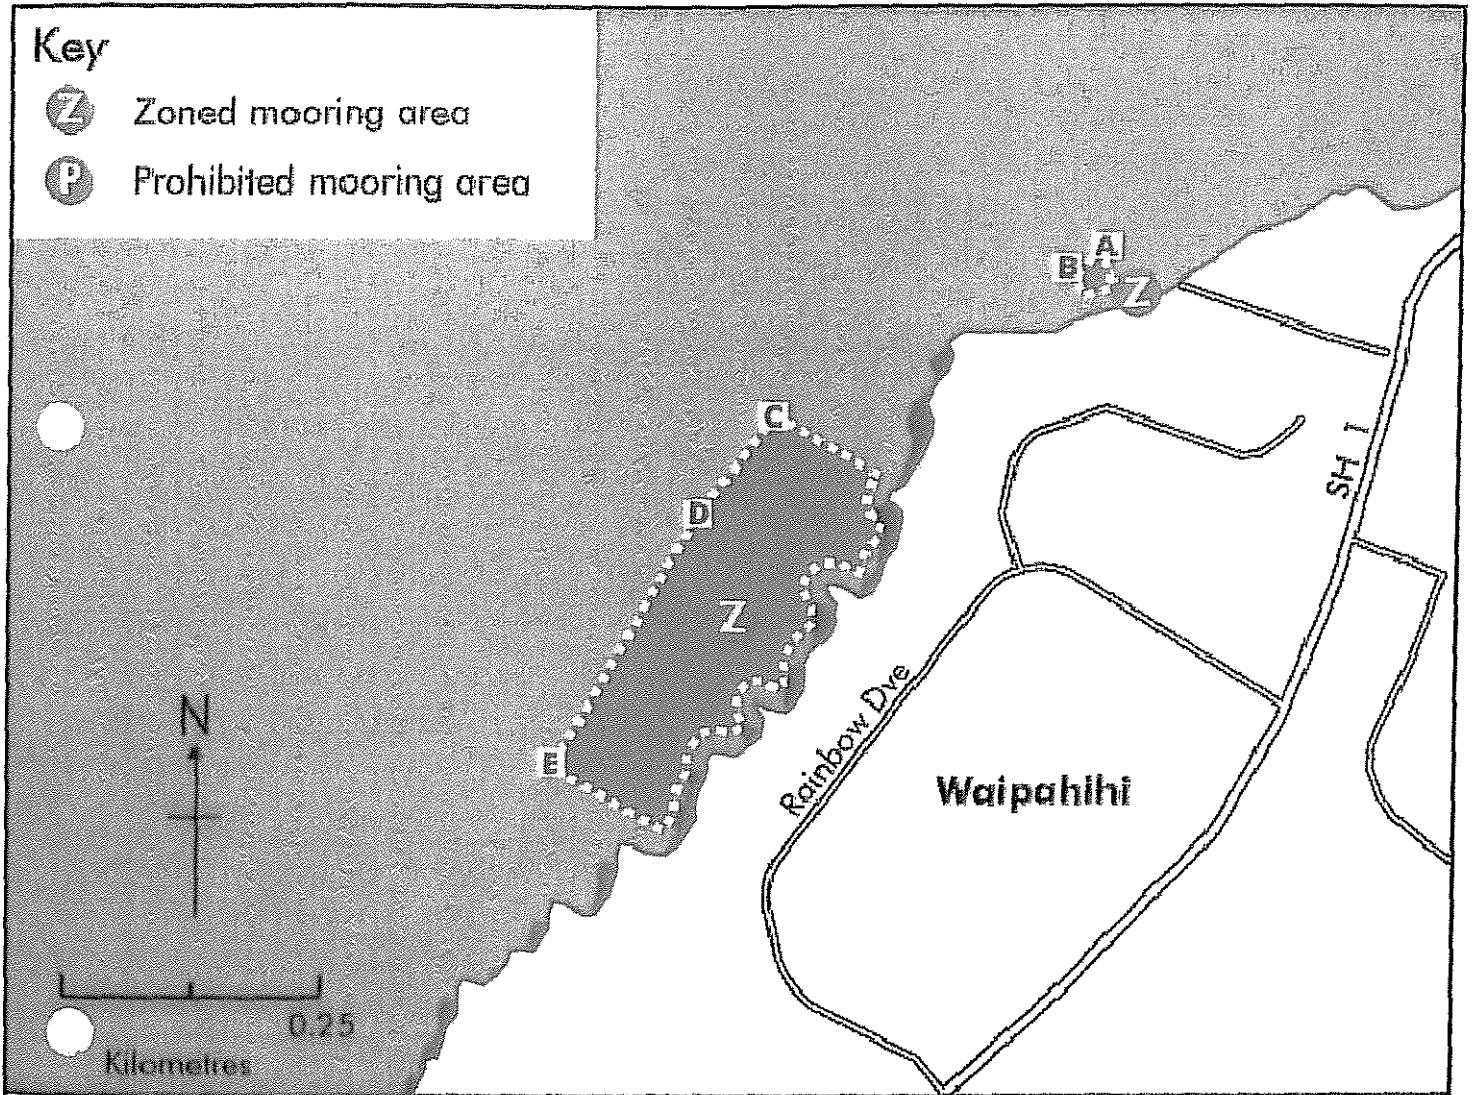 Key
Z Zoned mooring area
P Prohibited mooring area
A
B
Z
C
SH 1
D
Z
Rainbow Dve
N
E
Waipahihi
0.25
Kilometres